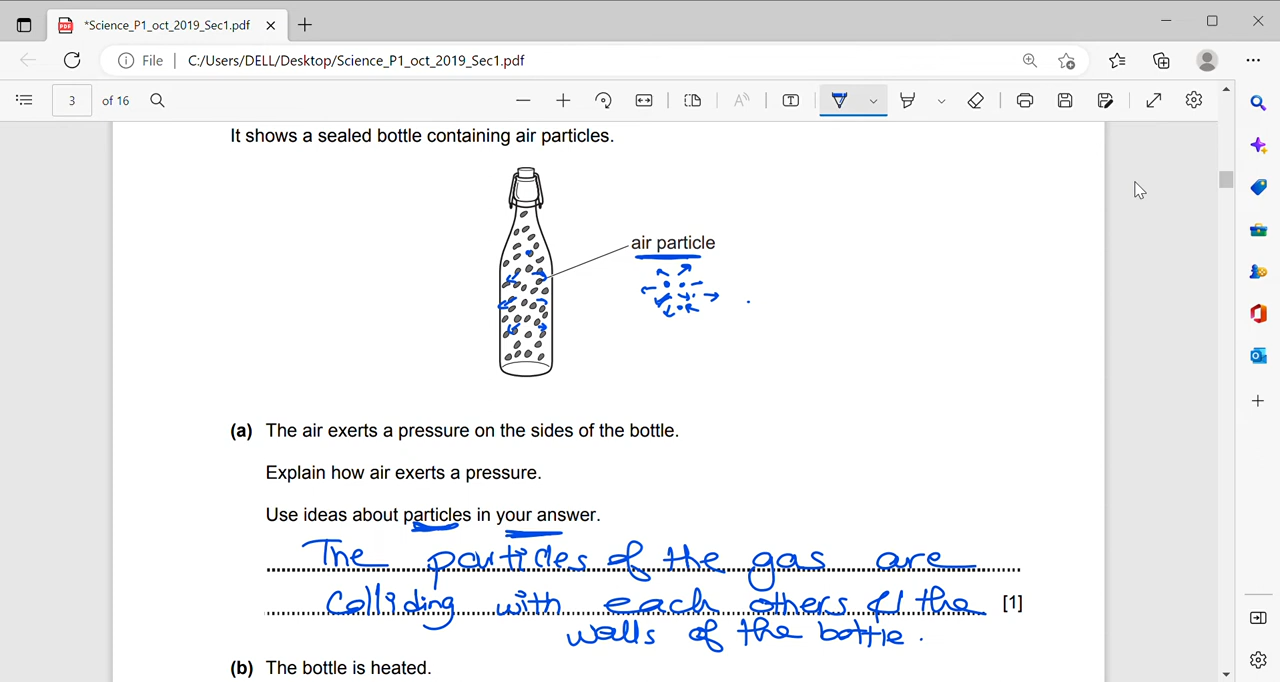 *Science_P1_oct_2019_Sec1.pdf
File C:/Users/DELL/Desktop/Science_P1_oct_2019_Sec1.pdf
3 of 16
It shows a sealed bottle containing air particles.
air particle
(a) The air exerts a pressure on the sides of the bottle.
Explain how air exerts a pressure.
Use ideas about particles in your answer.
The particles of the gas are
colliding with each others & the [1]
walls of the bottle.
(b) The bottle is heated.